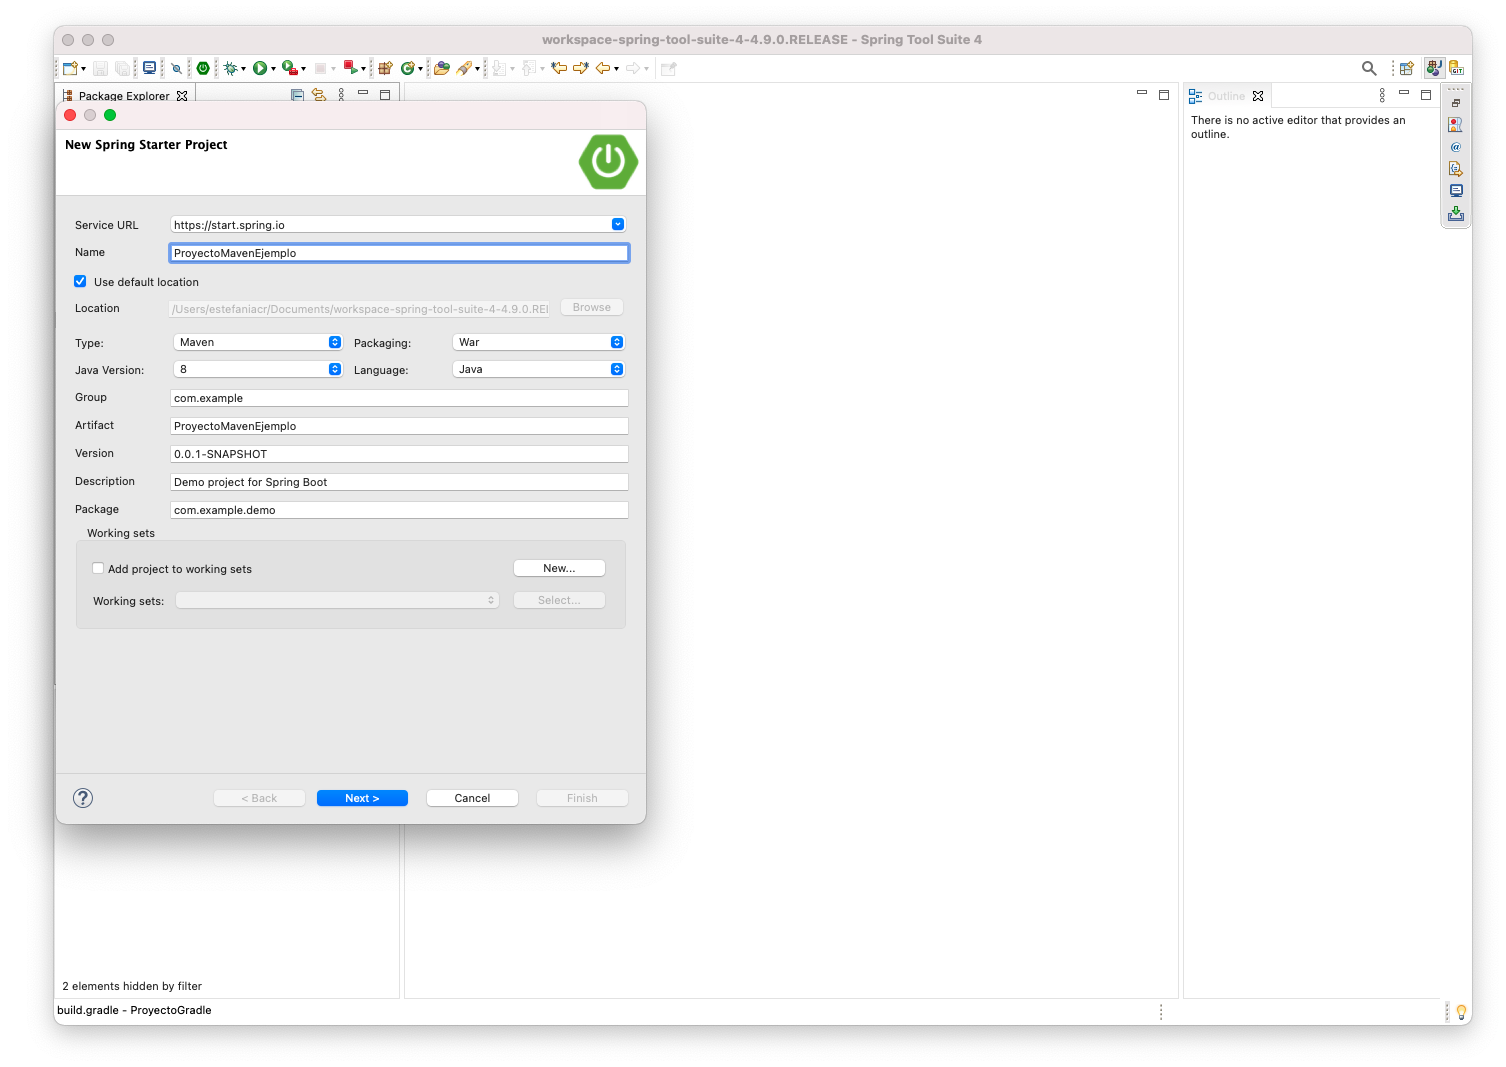 workspace-spring-tool-suite-4-4.9.0.RELEASE - Spring Tool Suite 4
Package Explorer
Outline
There is no active editor that provides an
outline.
New Spring Starter Project
Service URL https://start.spring.io
Name ProyectoMavenEjemplo
Use default location
Location /Users/estefaniacr/Documents/workspace-spring-tool-suite-4-4.9.0.REL Browse
Type: Maven Packaging: War
Java Version: 8 Language: Java
Group com.example
Artifact ProyectoMavenEjemplo
Version 0.0.1-SNAPSHOT
Description Demo project for Spring Boot
Package com.example.demo
Working sets
Add project to working sets New...
Working sets: Select...
? < Back Next > Cancel Finish
2 elements hidden by filter
build.gradle - ProyectoGradle